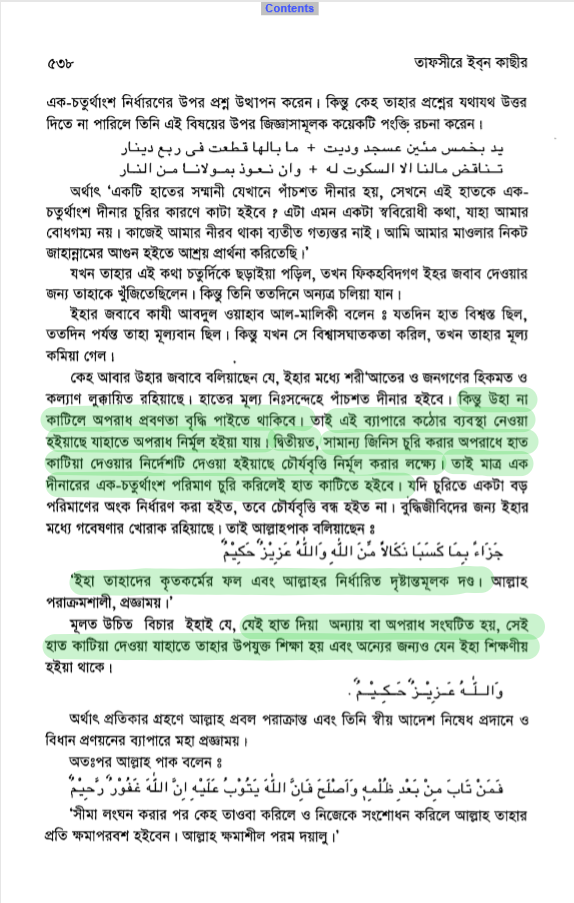 Contents
৫৩৮ তাফসীরে ইব্‌ন কাছীর
এক-চতুর্থাংশ নির্ধারণের উপর প্রশ্ন উত্থাপন করেন। কিন্তু কেহ তাহার প্রশ্নের যথাযথ উত্তর
দিতে না পারিলে তিনি এই বিষয়ের উপর জিজ্ঞাসামূলক কয়েকটি পংক্তি রচনা করেন।
يد بخمس مئين عسجد وديت + ما بالها قطعت فى ربع دينار
تناقض مالنا الا السكوت له + وان نعوذ بمولانا من النار
অর্থাৎ ‘একটি হাতের সম্মানী যেখানে পাঁচশত দীনার হয়, সেখনে এই হাতকে এক-
চতুর্থাংশ দীনার চুরির কারণে কাটা হইবে ? এটা এমন একটা স্ববিরোধী কথা, যাহা আমার
বোধগম্য নয়। কাজেই আমার নীরব থাকা ব্যতীত গত্যন্তর নাই। আমি আমার মাওলার নিকট
জাহান্নামের আগুন হইতে আশ্রয় প্রার্থনা করিতেছি।’
যখন তাহার এই কথা চতুর্দিকে ছড়াইয়া পড়িল, তখন ফিকহবিদগণ ইহর জবাব দেওয়ার
জন্য তাহাকে খুঁজিতেছিলেন। কিন্তু তিনি ততদিনে অন্যত্র চলিয়া যান।
ইহার জবাবে কাযী আবদুল ওয়াহাব আল-মালিকী বলেন ঃ যতদিন হাত বিশ্বস্ত ছিল,
ততদিন পর্যন্ত তাহা মূল্যবান ছিল। কিন্তু যখন সে বিশ্বাসঘাতকতা করিল, তখন তাহার মূল্য
কমিয়া গেল।
কেহ আবার উহার জবাবে বলিয়াছেন যে, ইহার মধ্যে শরী‘আতের ও জনগণের হিকমত ও
কল্যাণ লুক্কায়িত রহিয়াছে। হাতের মূল্য নিঃসন্দেহে পাঁচশত দীনার হইবে। কিন্তু উহা না
কাটিলে অপরাধ প্রবণতা বৃদ্ধি পাইতে থাকিবে। তাই এই ব্যাপারে কঠোর ব্যবস্থা নেওয়া
হইয়াছে যাহাতে অপরাধ নির্মূল হইয়া যায়। দ্বিতীয়ত, সামান্য জিনিস চুরি করার অপরাধে হাত
কাটিয়া দেওয়ার নির্দেশটি দেওয়া হইয়াছে চৌর্যবৃত্তি নির্মূল করার লক্ষ্যে। তাই মাত্র এক
দীনারের এক-চতুর্থাংশ পরিমাণ চুরি করিলেই হাত কাটিতে হইবে। যদি চুরিতে একটা বড়
পরিমাণের অংক নির্ধারণ করা হইত, তবে চৌর্যবৃত্তি বন্ধ হইত না। বুদ্ধিজীবিদের জন্য ইহার
মধ্যে গবেষণার খোরাক রহিয়াছে। তাই আল্লাহপাক বলিয়াছেন ঃ
جَزَاءً بِمَا كَسَبَا نَكَالاً مِّنَ اللّٰهِ وَاللّٰهُ عَزِيْزٌ حَكِيْمٌ
‘ইহা তাহাদের কৃতকর্মের ফল এবং আল্লাহর নির্ধারিত দৃষ্টান্তমূলক দণ্ড। আল্লাহ
পরাক্রমশালী, প্রজ্ঞাময়।’
মূলত উচিত বিচার ইহাই যে, যেই হাত দিয়া অন্যায় বা অপরাধ সংঘটিত হয়, সেই
হাত কাটিয়া দেওয়া যাহাতে তাহার উপযুক্ত শিক্ষা হয় এবং অন্যের জন্যও যেন ইহা শিক্ষণীয়
হইয়া থাকে।
وَاللّٰهُ عَزِيْزٌ حَكِيْمٌ.
অর্থাৎ প্রতিকার গ্রহণে আল্লাহ প্রবল পরাক্রান্ত এবং তিনি স্বীয় আদেশ নিষেধ প্রদানে ও
বিধান প্রণয়নের ব্যাপারে মহা প্রজ্ঞাময়।
অতঃপর আল্লাহ পাক বলেন ঃ
فَمَنْ تَابَ مِنْ بَعْدِ ظُلْمِهٖ وَاَصْلَحَ فَاِنَّ اللّٰهَ يَتُوْبُ عَلَيْهِ اِنَّ اللّٰهَ غَفُوْرٌ رَّحِيْمٌ
‘সীমা লংঘন করার পর কেহ তাওবা করিলে ও নিজেকে সংশোধন করিলে আল্লাহ তাহার
প্রতি ক্ষমাপরবশ হইবেন। আল্লাহ ক্ষমাশীল পরম দয়ালু।’